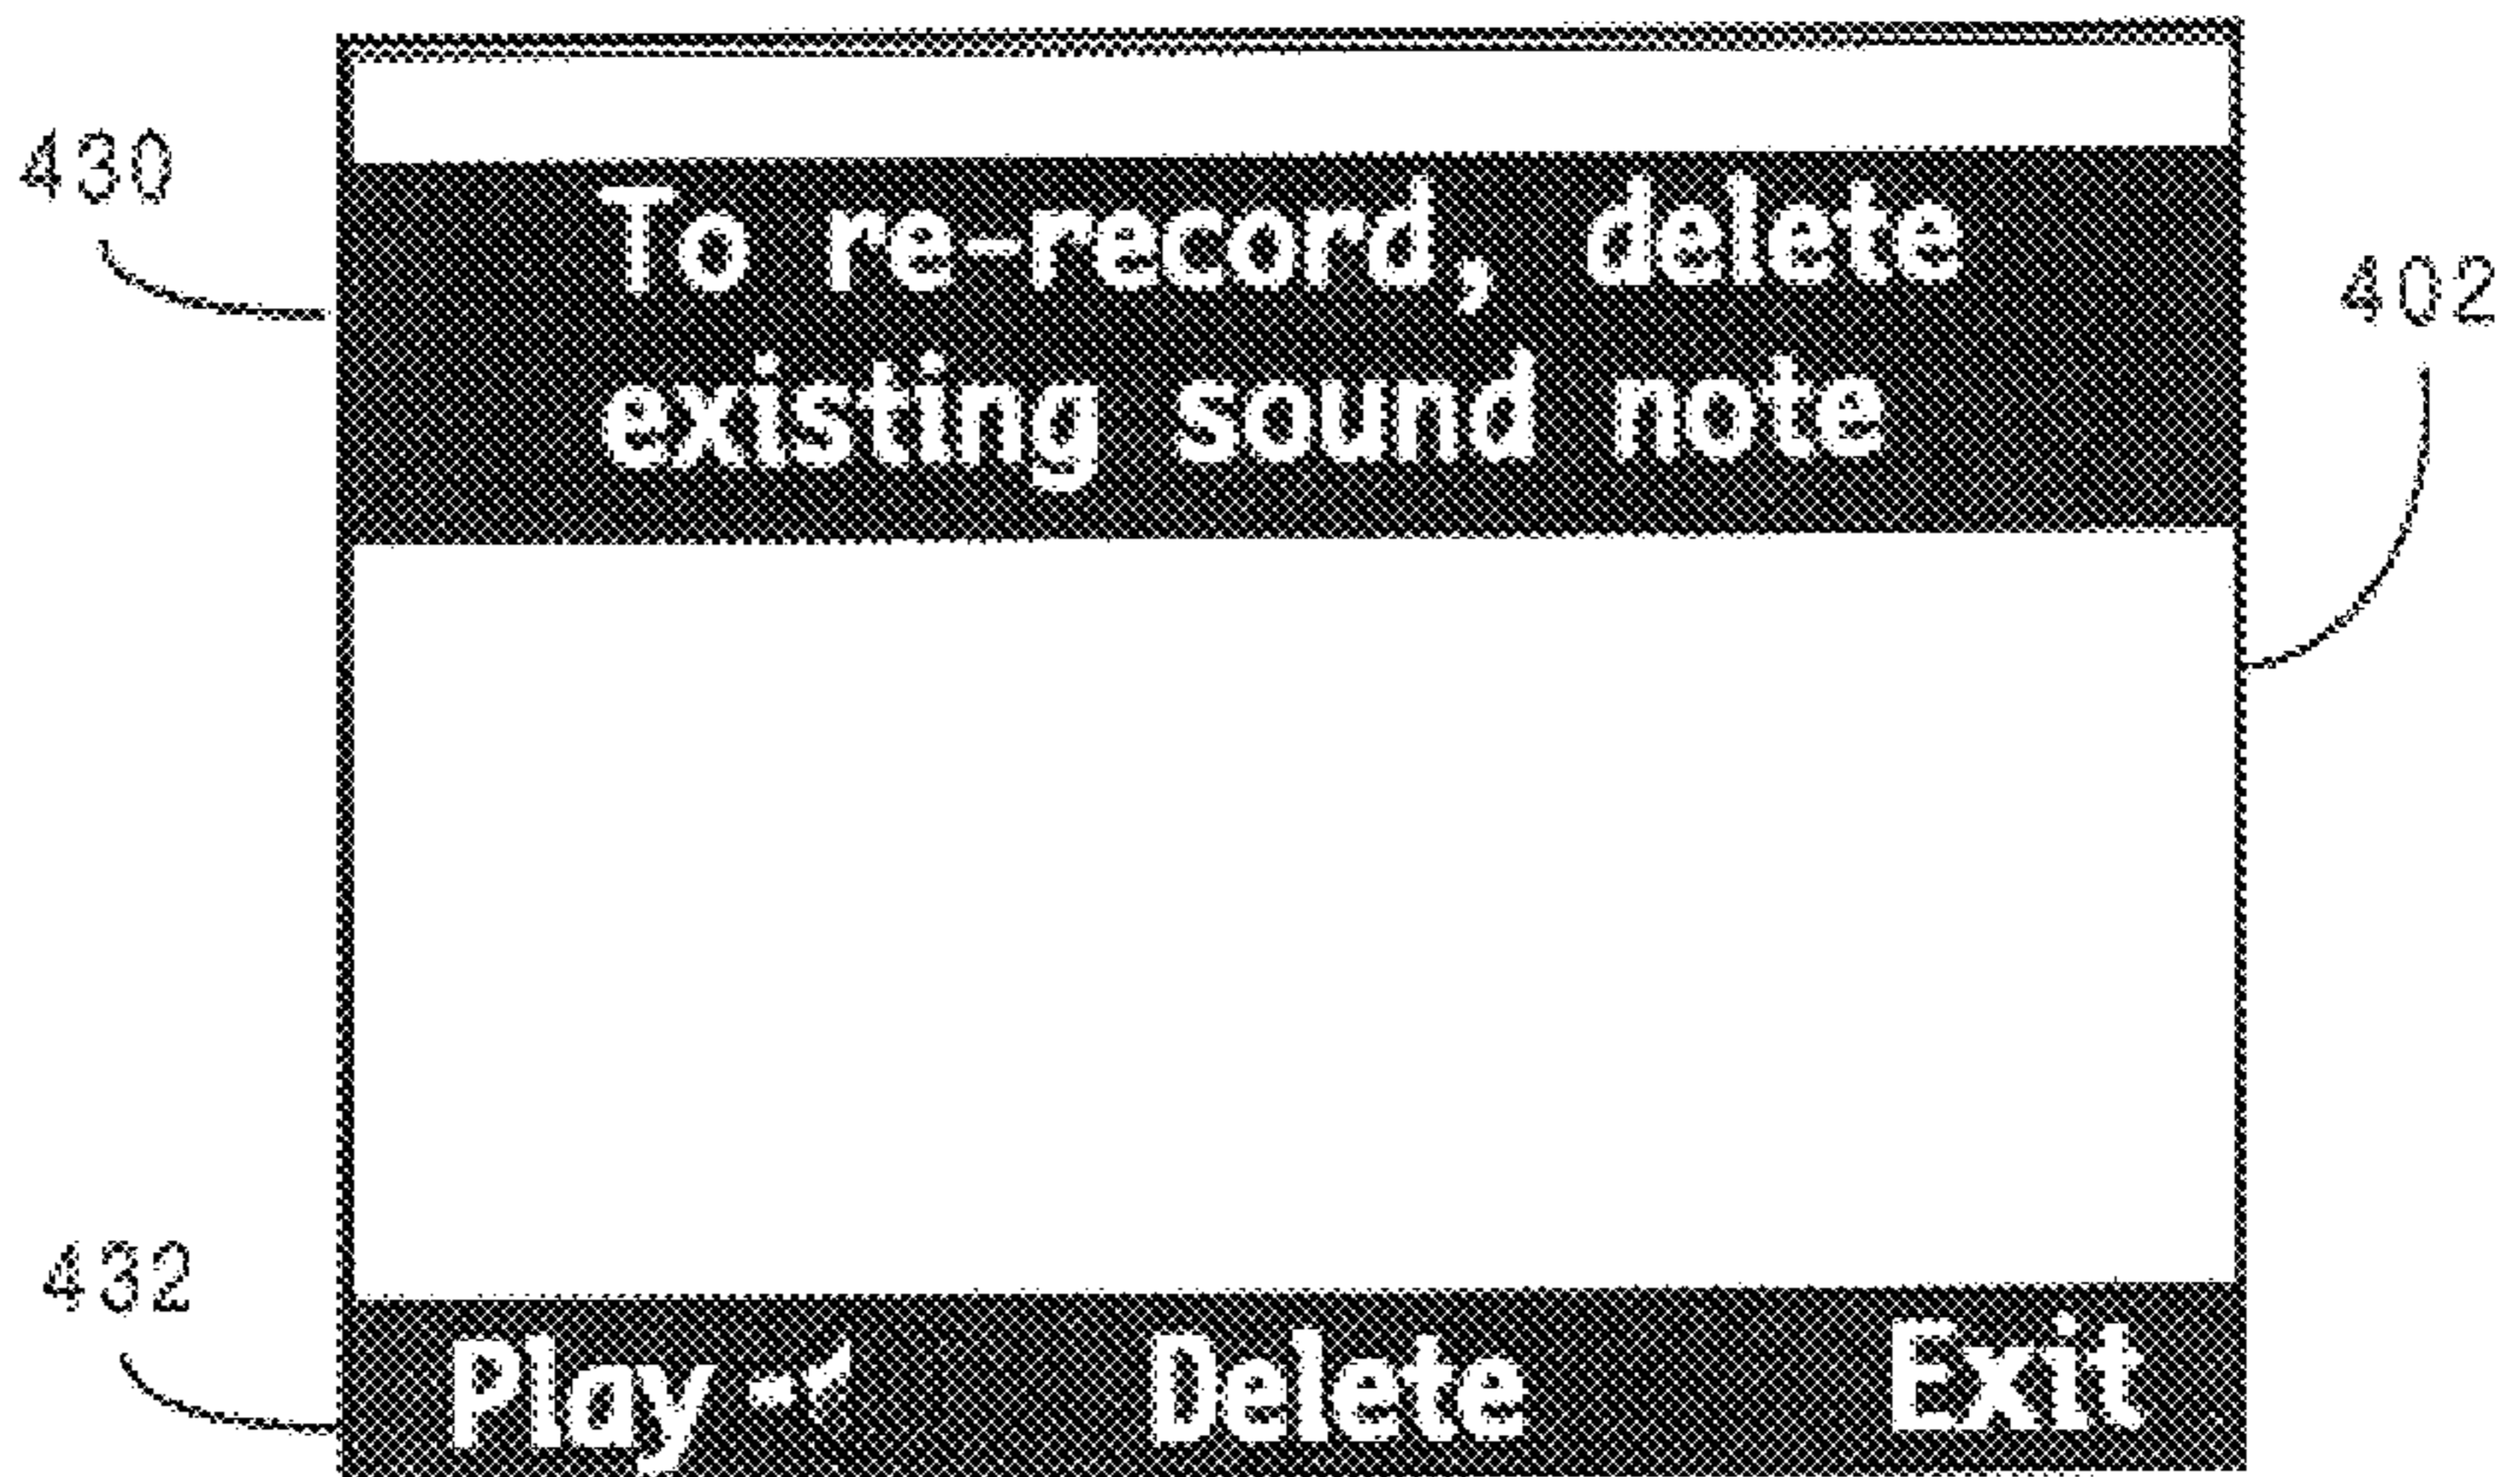 430
To re-record, delete
402
existing sound note
432
Play
Delete
Exit